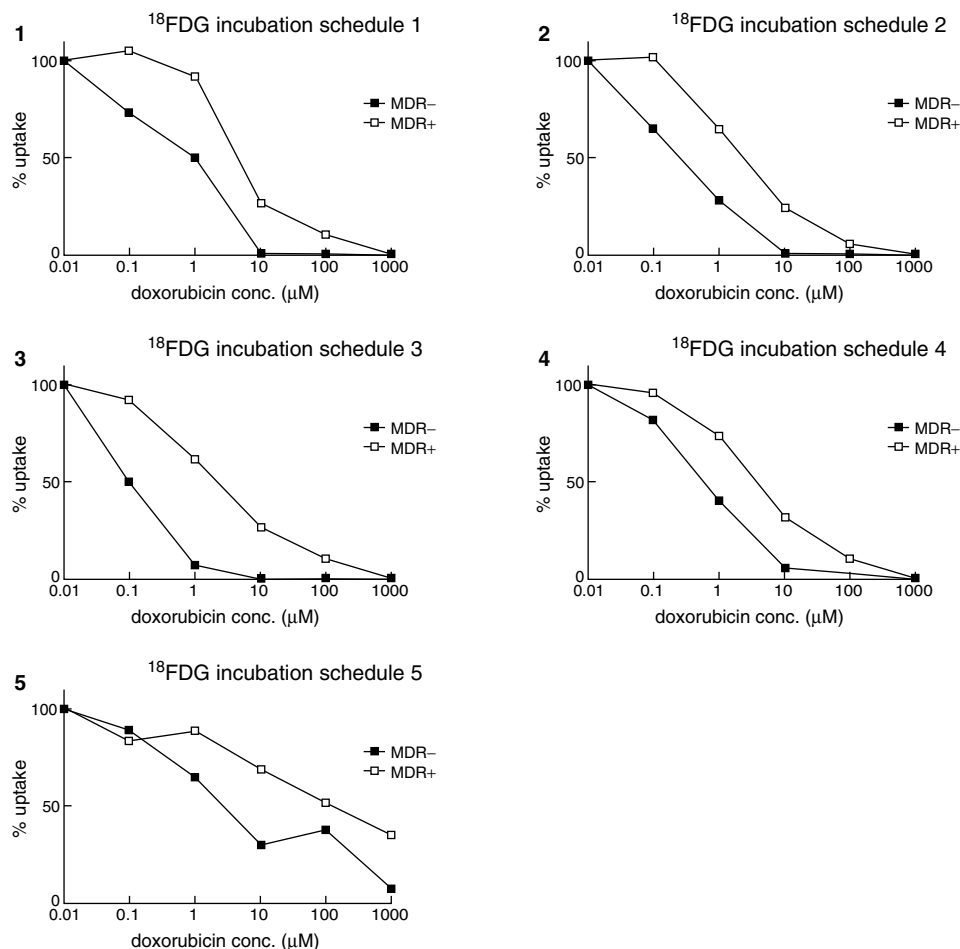 1
¹⁸FDG incubation schedule 1
100
50
0
% uptake
MDR–
MDR+
0.01 0.1 1 10 100 1000
doxorubicin conc. (μM)
2
¹⁸FDG incubation schedule 2
100
50
0
% uptake
MDR–
MDR+
0.01 0.1 1 10 100 1000
doxorubicin conc. (μM)
3
¹⁸FDG incubation schedule 3
100
50
0
% uptake
MDR–
MDR+
0.01 0.1 1 10 100 1000
doxorubicin conc. (μM)
4
¹⁸FDG incubation schedule 4
100
50
0
% uptake
MDR–
MDR+
0.01 0.1 1 10 100 1000
doxorubicin conc. (μM)
5
¹⁸FDG incubation schedule 5
100
50
0
% uptake
MDR–
MDR+
0.01 0.1 1 10 100 1000
doxorubicin conc. (μM)